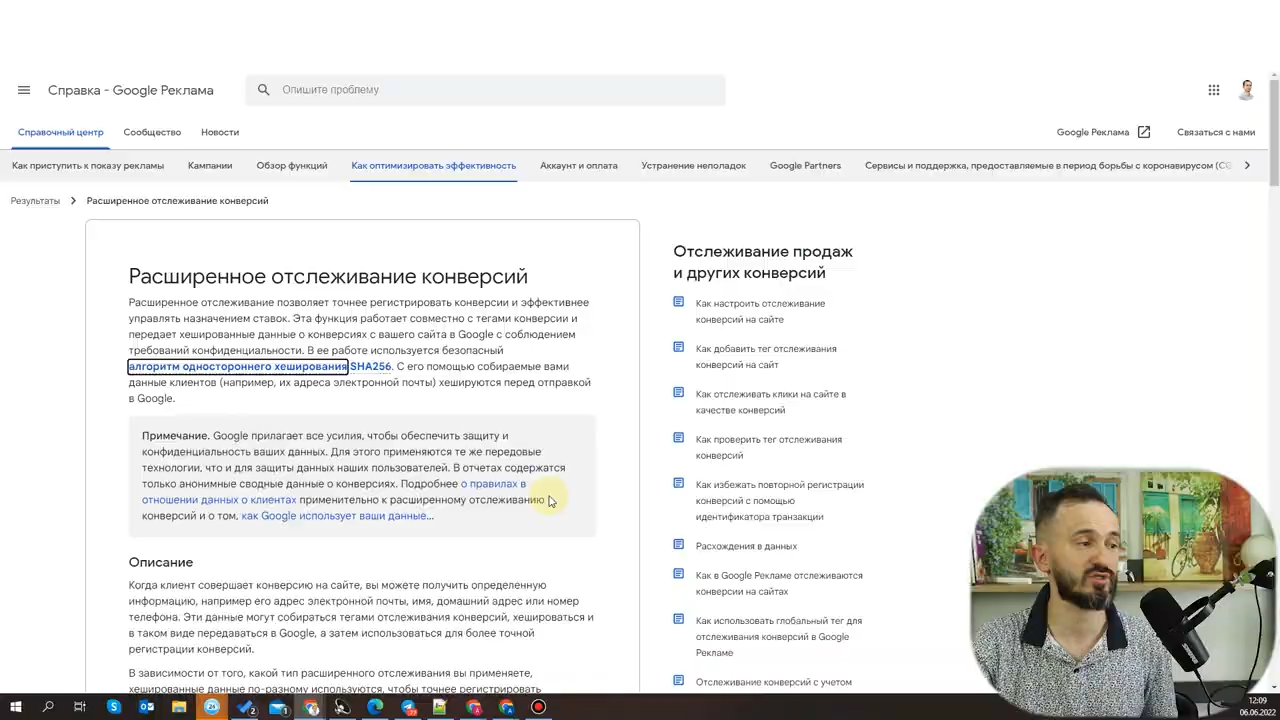 Справка - Google Реклама
Опишите проблему
Справочный центр
Сообщество
Новости
Google Реклама
Связаться с нами
Как приступить к показу рекламы
Кампании
Обзор функций
Как оптимизировать эффективность
Аккаунт и оплата
Устранение неполадок
Google Partners
Сервисы и поддержка, предоставляемые в период борьбы с коронавирусом (CO
Результаты
Расширенное отслеживание конверсий
Расширенное отслеживание конверсий
Расширенное отслеживание позволяет точнее регистрировать конверсии и эффективнее
управлять назначением ставок. Эта функция работает совместно с тегами конверсии и
передает хешированные данные о конверсиях с вашего сайта в Google с соблюдением
требований конфиденциальности. В ее работе используется безопасный
алгоритм одностороннего хеширования SHA256. С его помощью собираемые вами
данные клиентов (например, их адреса электронной почты) хешируются перед отправкой
в Google.
Примечание. Google прилагает все усилия, чтобы обеспечить защиту и
конфиденциальность ваших данных. Для этого применяются те же передовые
технологии, что и для защиты данных наших пользователей. В отчетах содержатся
только анонимные сводные данные о конверсиях. Подробнее о правилах в
отношении данных о клиентах применительно к расширенному отслеживанию
конверсий и о том, как Google использует ваши данные...
Описание
Когда клиент совершает конверсию на сайте, вы можете получить определенную
информацию, например его адрес электронной почты, имя, домашний адрес или номер
телефона. Эти данные могут собираться тегами отслеживания конверсий, хешироваться и
в таком виде передаваться в Google, а затем использоваться для более точной
регистрации конверсий.
В зависимости от того, какой тип расширенного отслеживания вы применяете,
хешированные данные по-разному используются, чтобы точнее регистрировать
Отслеживание продаж
и других конверсий
Как настроить отслеживание
конверсий на сайте
Как добавить тег отслеживания
конверсий на сайт
Как отслеживать клики на сайте в
качестве конверсий
Как проверить тег отслеживания
конверсий
Как избежать повторной регистрации
конверсий с помощью
идентификатора транзакции
Расхождения в данных
Как в Google Рекламе отслеживаются
конверсии на сайтах
Как использовать глобальный тег для
отслеживания конверсий в Google
Рекламе
Отслеживание конверсий с учетом
12:09
06.06.2022